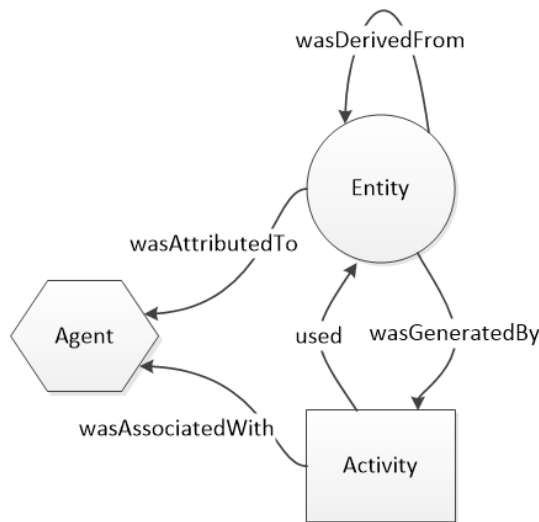 wasDerivedFrom
Entity
wasAttributedTo
Agent
used
wasGeneratedBy
wasAssociatedWith
Activity